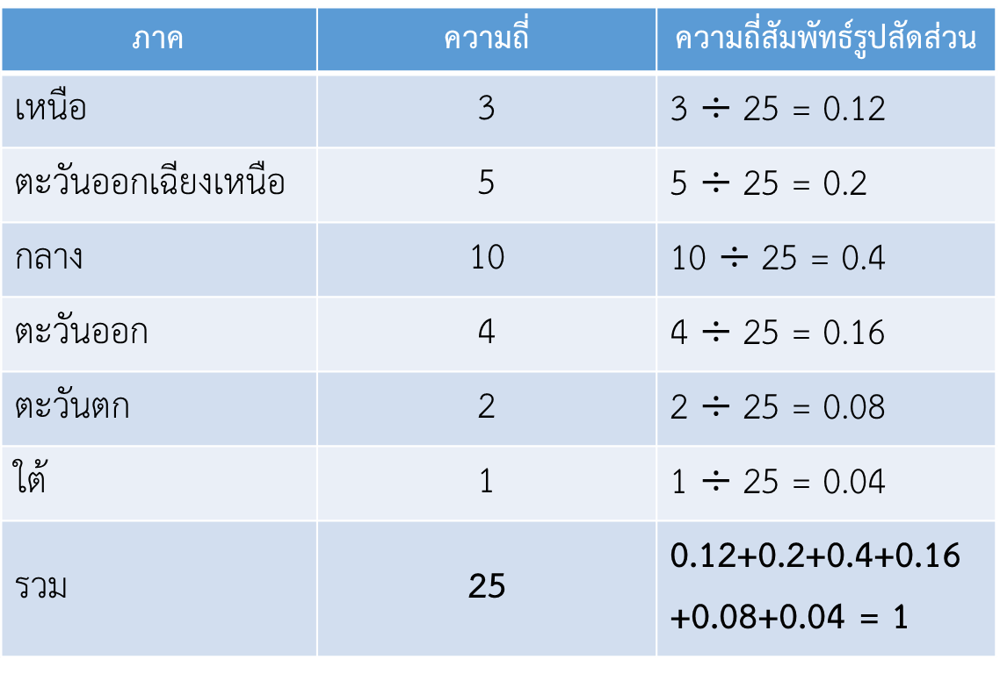 ภาค ความถี่ ความถี่สัมพัทธ์รูปสัดส่วน
เหนือ 3 3 ÷ 25 = 0.12
ตะวันออกเฉียงเหนือ 5 5 ÷ 25 = 0.2
กลาง 10 10 ÷ 25 = 0.4
ตะวันออก 4 4 ÷ 25 = 0.16
ตะวันตก 2 2 ÷ 25 = 0.08
ใต้ 1 1 ÷ 25 = 0.04
รวม 25 0.12+0.2+0.4+0.16
+0.08+0.04 = 1